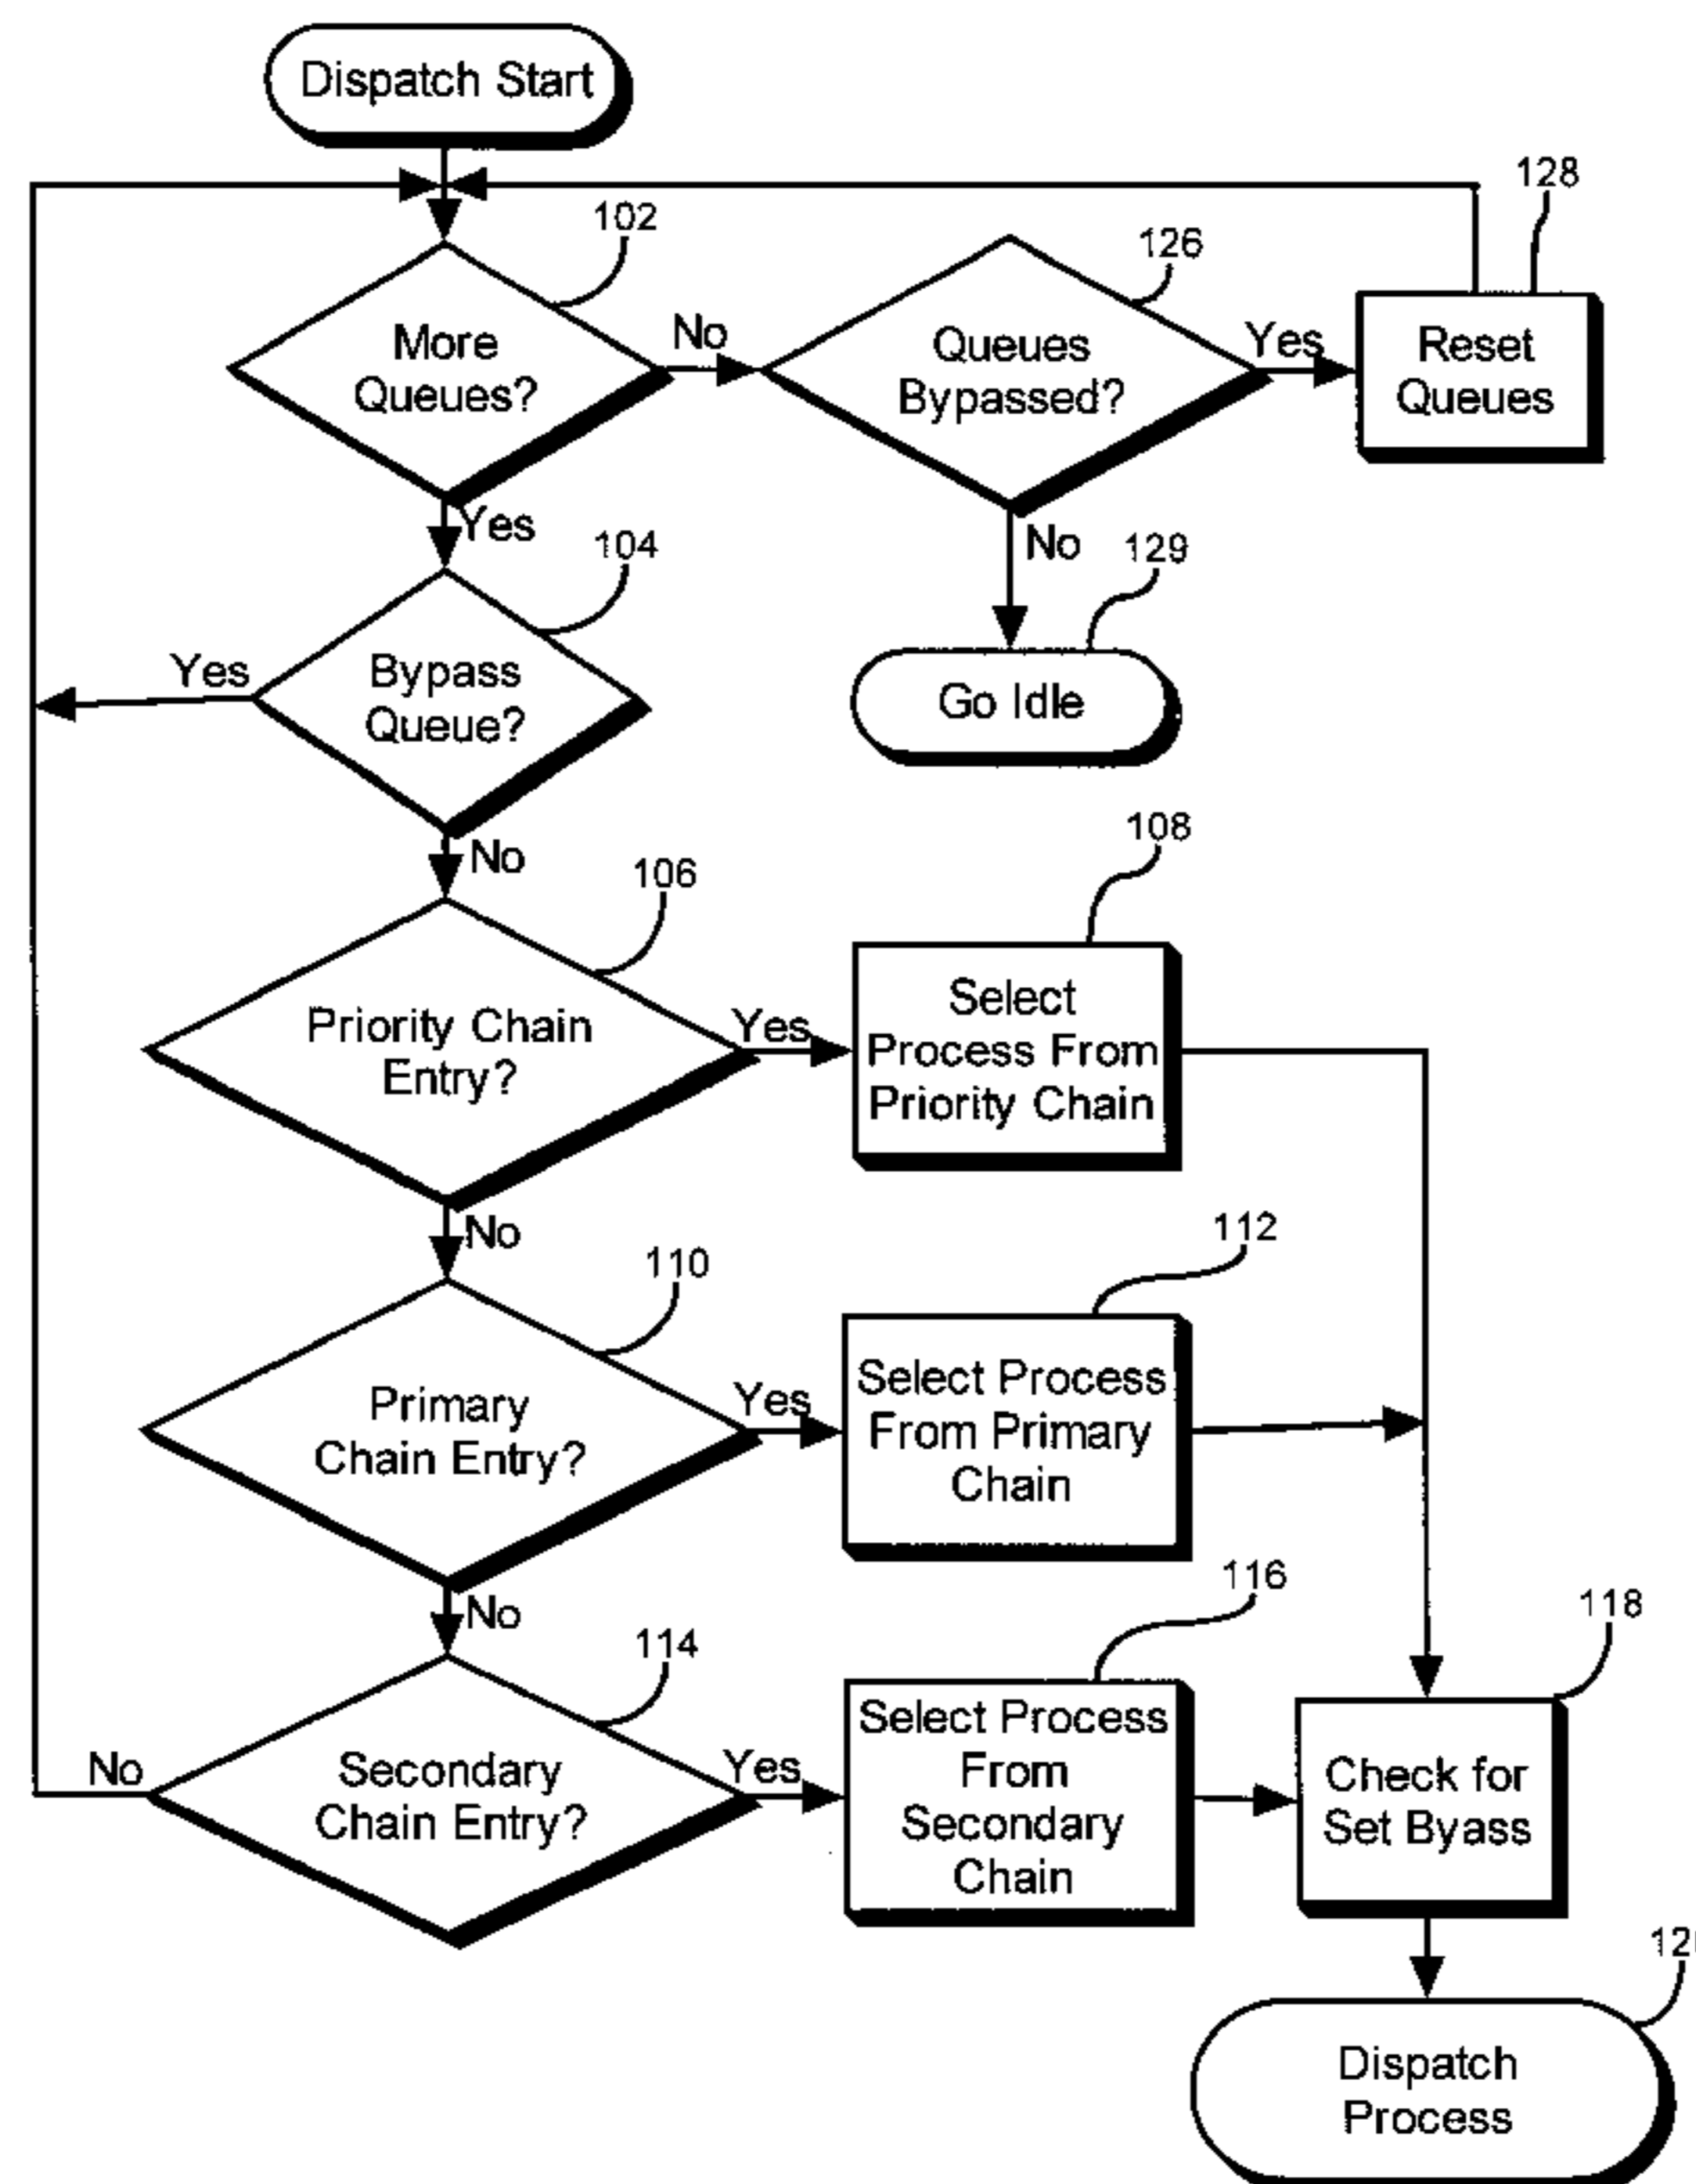 Dispatch Start
128
102
126
More
Queues?
No
Queues
Bypassed?
Yes
Reset
Queues
Yes
104
No
129
Yes
Bypass
Queue?
Go Idle
No
106
108
Priority Chain
Entry?
Yes
Select
Process From
Priority Chain
No
110
112
Primary
Chain Entry?
Yes
Select Process
From Primary
Chain
No
114
116
118
No
Secondary
Chain Entry?
Yes
Select Process
From
Secondary
Chain
Check for
Set Byass
Dispatch
Process